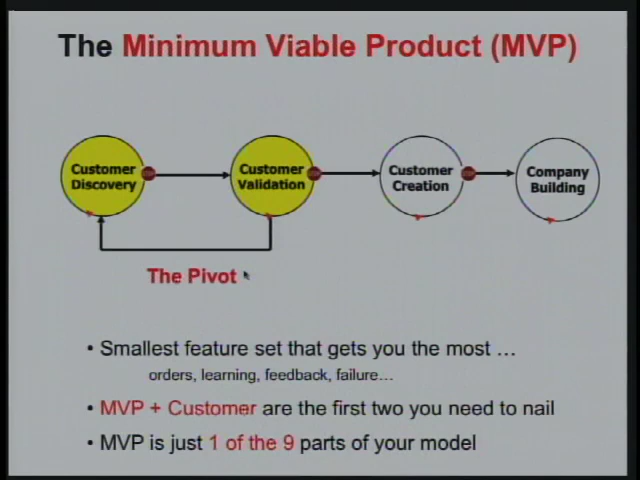 The Minimum Viable Product (MVP)
Customer
Discovery
Customer
Validation
Customer
Creation
Company
Building
The Pivot
• Smallest feature set that gets you the most …
orders, learning, feedback, failure…
• MVP + Customer are the first two you need to nail
• MVP is just 1 of the 9 parts of your model